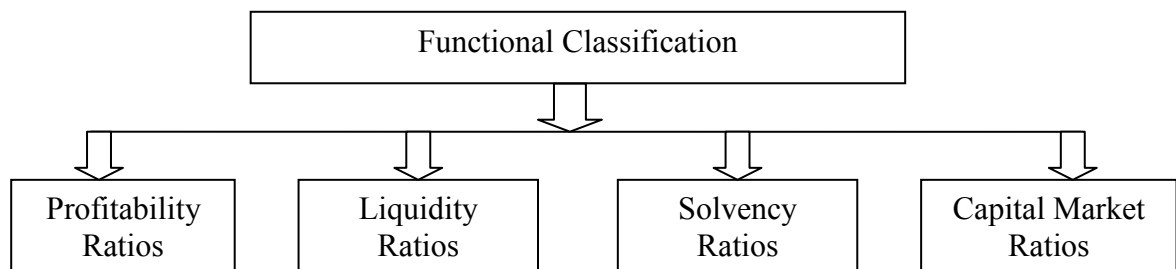 Functional Classification
Profitability
Ratios
Liquidity
Ratios
Solvency
Ratios
Capital Market
Ratios